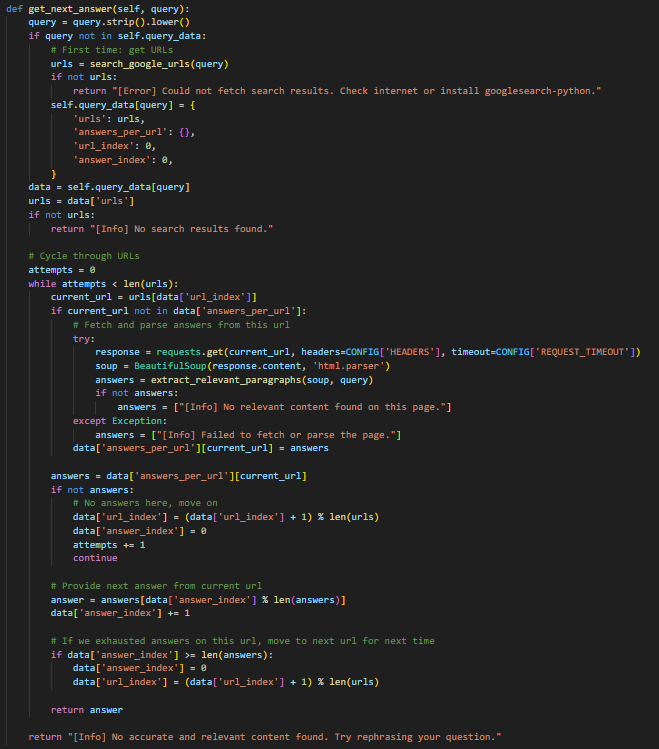 def get_next_answer(self, query):
    query = query.strip().lower()
    if query not in self.query_data:
        # First time: get URLs
        urls = search_google_urls(query)
        if not urls:
            return "[Error] Could not fetch search results. Check internet or install googlesearch-python."
        self.query_data[query] = {
            'urls': urls,
            'answers_per_url': {},
            'url_index': 0,
            'answer_index': 0,
        }
    data = self.query_data[query]
    urls = data['urls']
    if not urls:
        return "[Info] No search results found."

    # Cycle through URLs
    attempts = 0
    while attempts < len(urls):
        current_url = urls[data['url_index']]
        if current_url not in data['answers_per_url']:
            # Fetch and parse answers from this url
            try:
                response = requests.get(current_url, headers=CONFIG['HEADERS'], timeout=CONFIG['REQUEST_TIMEOUT'])
                soup = BeautifulSoup(response.content, 'html.parser')
                answers = extract_relevant_paragraphs(soup, query)
                if not answers:
                    answers = ["[Info] No relevant content found on this page."]
            except Exception:
                answers = ["[Info] Failed to fetch or parse the page."]
            data['answers_per_url'][current_url] = answers

        answers = data['answers_per_url'][current_url]
        if not answers:
            # No answers here, move on
            data['url_index'] = (data['url_index'] + 1) % len(urls)
            data['answer_index'] = 0
            attempts += 1
            continue

        # Provide next answer from current url
        answer = answers[data['answer_index'] % len(answers)]
        data['answer_index'] += 1

        # If we exhausted answers on this url, move to next url for next time
        if data['answer_index'] >= len(answers):
            data['answer_index'] = 0
            data['url_index'] = (data['url_index'] + 1) % len(urls)

        return answer

    return "[Info] No accurate and relevant content found. Try rephrasing your question."